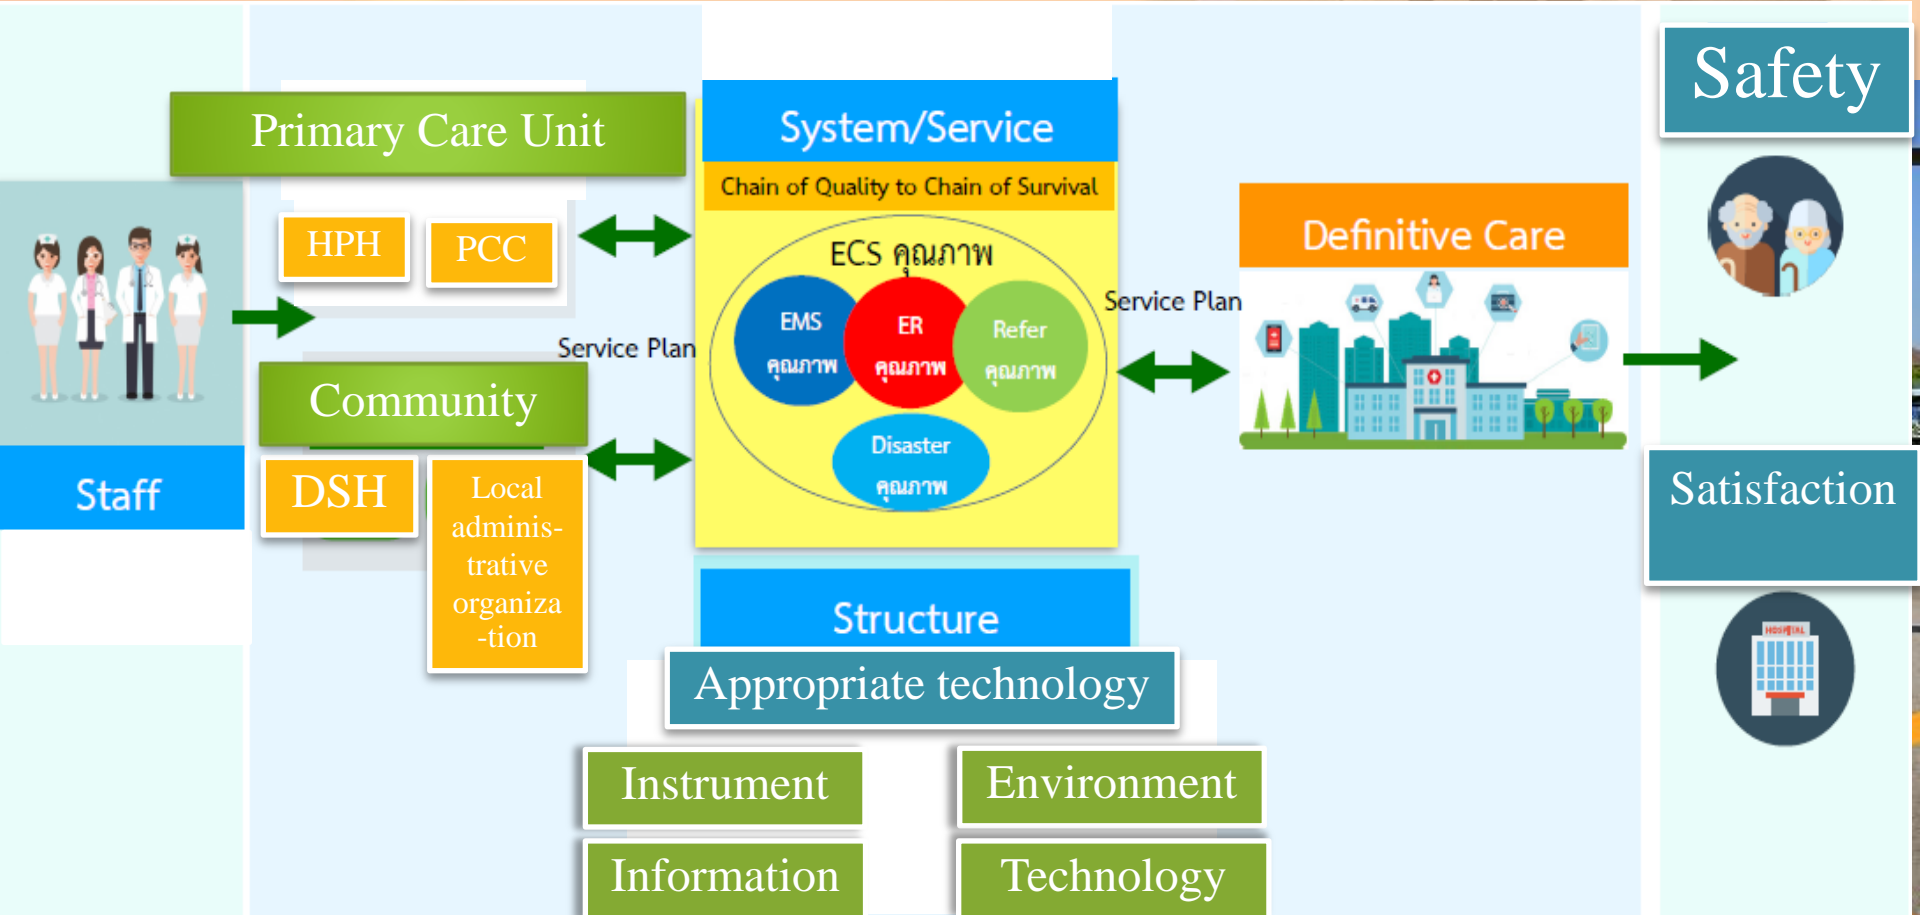 Safety
Primary Care Unit
System/Service
Chain of Quality to Chain of Survival
HPH
PCC
ECS คุณภาพ
Definitive Care
EMS
คุณภาพ
ER
คุณภาพ
Refer
คุณภาพ
Service Plan
Service Plan
Community
Disaster
คุณภาพ
Staff
DSH
Local
adminis-
trative
organiza
-tion
Satisfaction
Structure
HOSPITAL
Appropriate technology
Instrument
Environment
Information
Technology